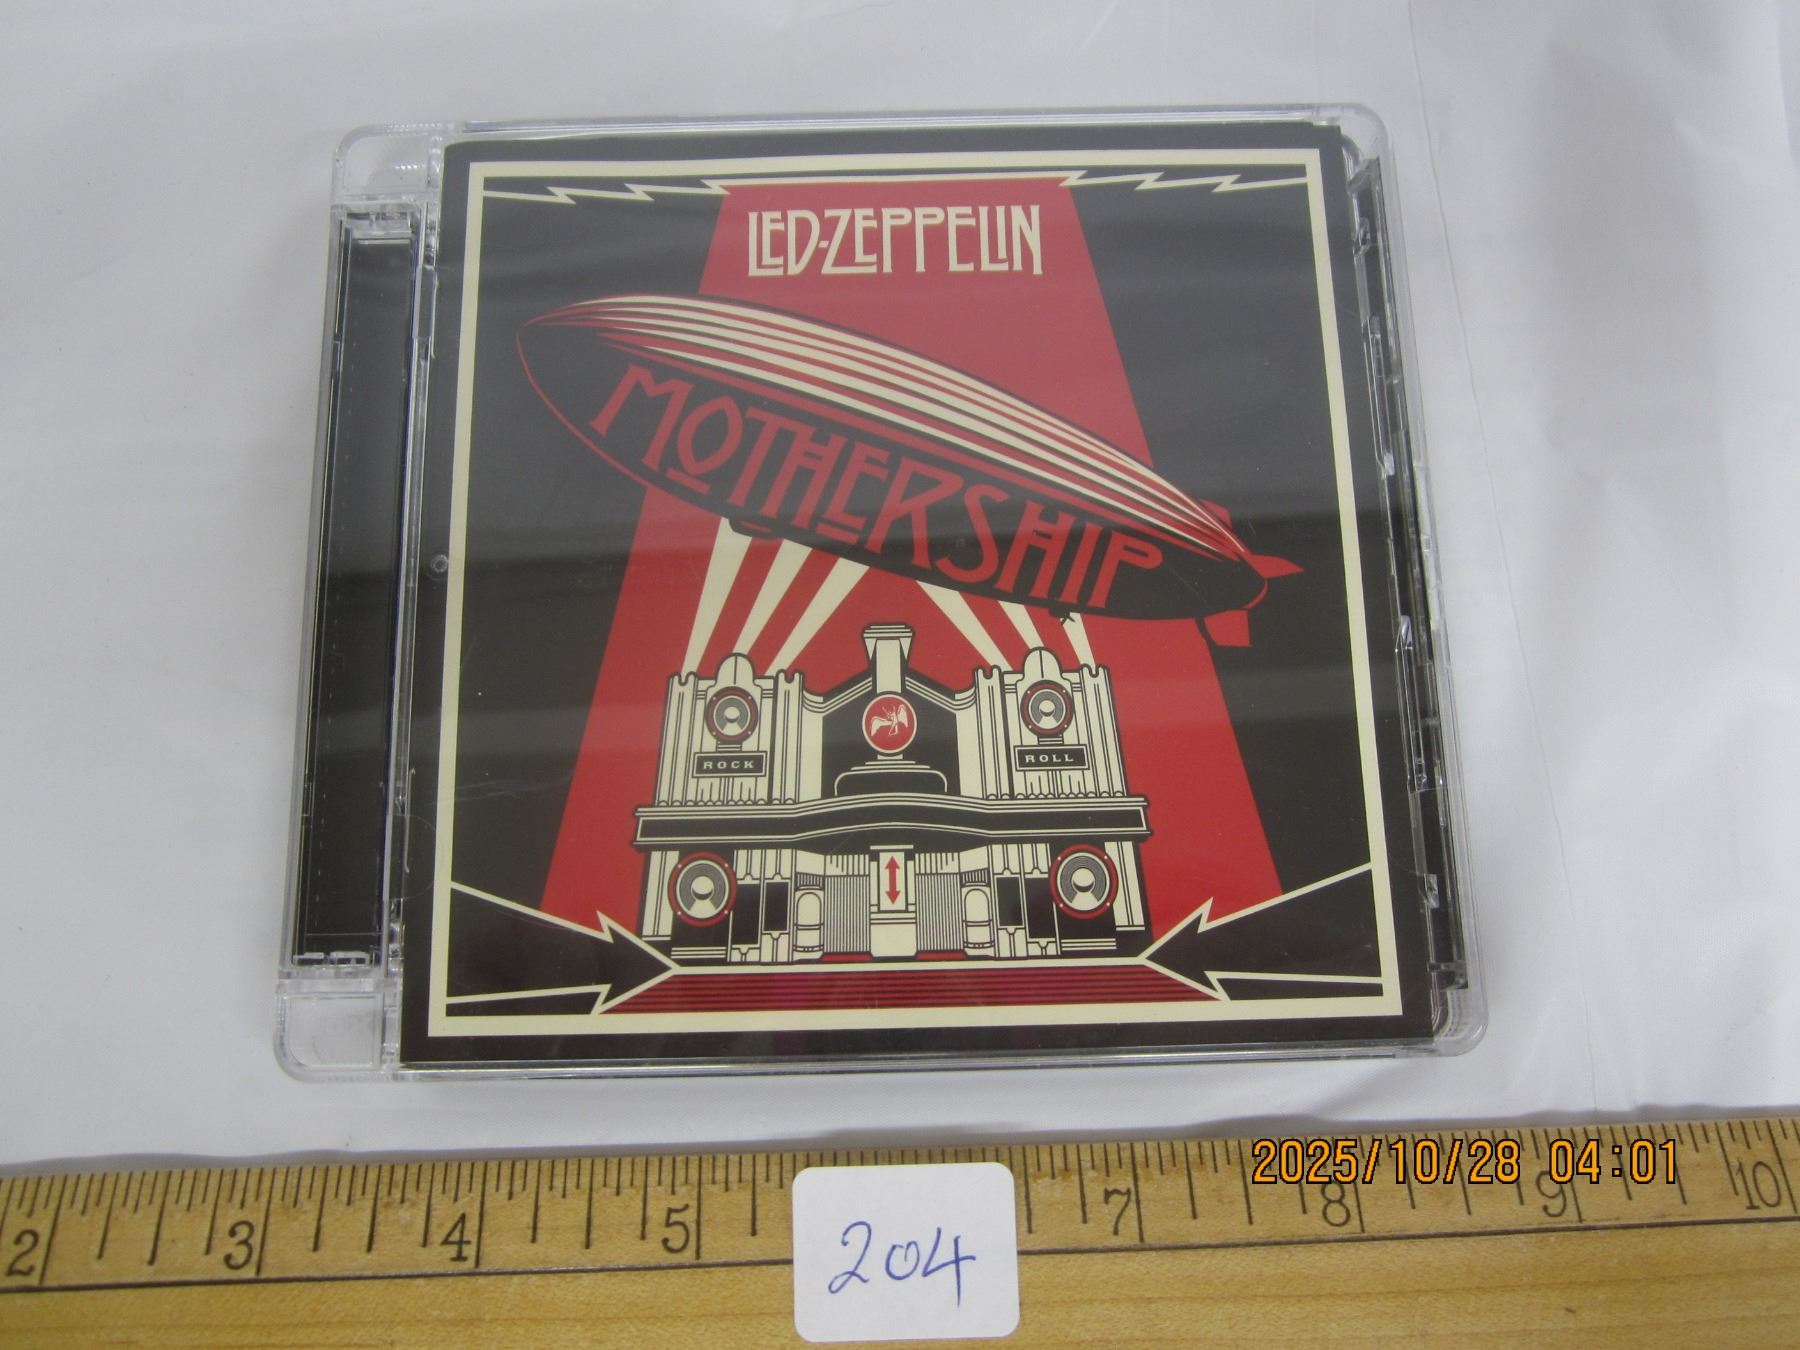 LED-ZEPPELIN
MOTHERSHIP
ROCK
ROLL
2025/10/28 04:01
2 3 4 5 7 8 9 10
204